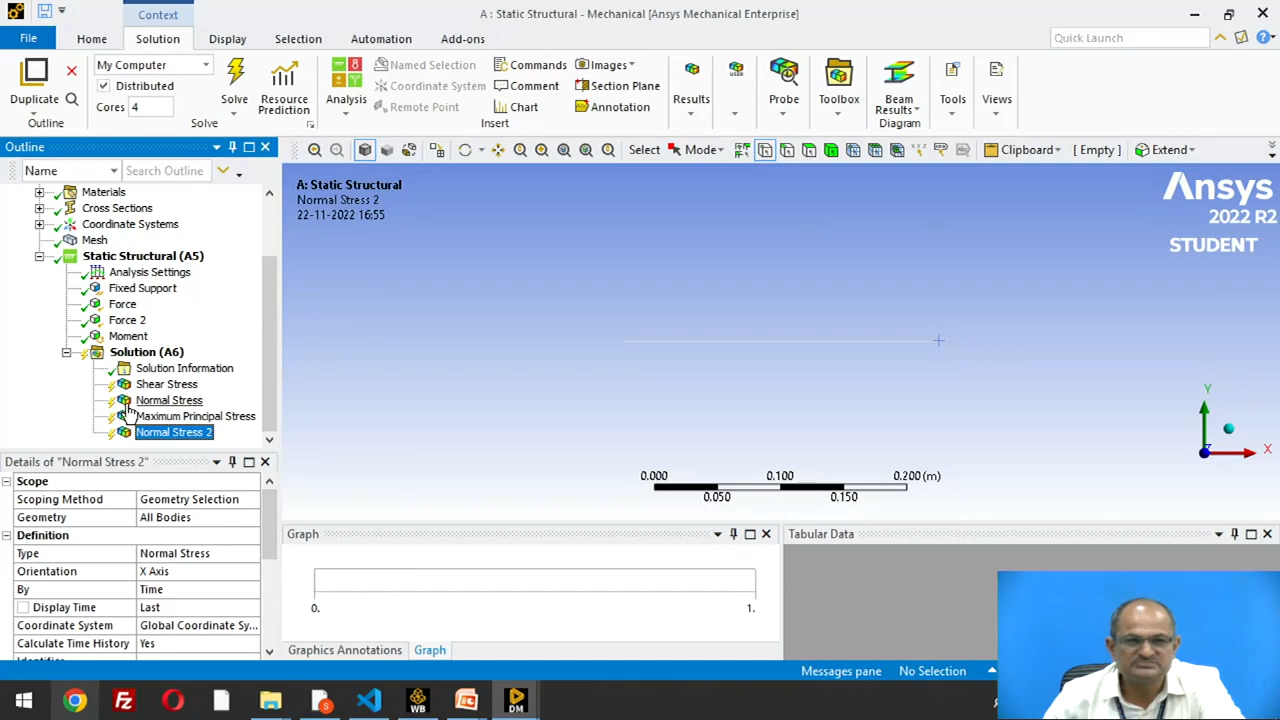 A : Static Structural - Mechanical [Ansys Mechanical Enterprise]
Context
File Home Solution Display Selection Automation Add-ons Quick Launch
Duplicate
Outline
My Computer
Distributed
Cores 4
Solve
Resource
Prediction
Solve
Analysis
Named Selection
Coordinate System
Remote Point
Commands
Comment
Chart
Images
Section Plane
Annotation
Insert
Results
USER
Probe
Toolbox
Beam
Results
Diagram
Tools
Views
Outline
Name Search Outline
Select Mode Clipboard [ Empty ] Extend
Materials
Cross Sections
Coordinate Systems
Mesh
Static Structural (A5)
Analysis Settings
Fixed Support
Force
Force 2
Moment
Solution (A6)
Solution Information
Shear Stress
Normal Stress
Maximum Principal Stress
Normal Stress 2
A: Static Structural
Normal Stress 2
22-11-2022 16:55
Ansys
2022 R2
STUDENT
Y
X
0.000 0.100 0.200 (m)
0.050 0.150
Details of "Normal Stress 2"
Scope
Scoping Method Geometry Selection
Geometry All Bodies
Definition
Type Normal Stress
Orientation X Axis
By Time
Display Time Last
Coordinate System Global Coordinate Sy...
Calculate Time History Yes
Graph
0. 1.
Graphics Annotations Graph
Tabular Data
Messages pane No Selection
WB
DM